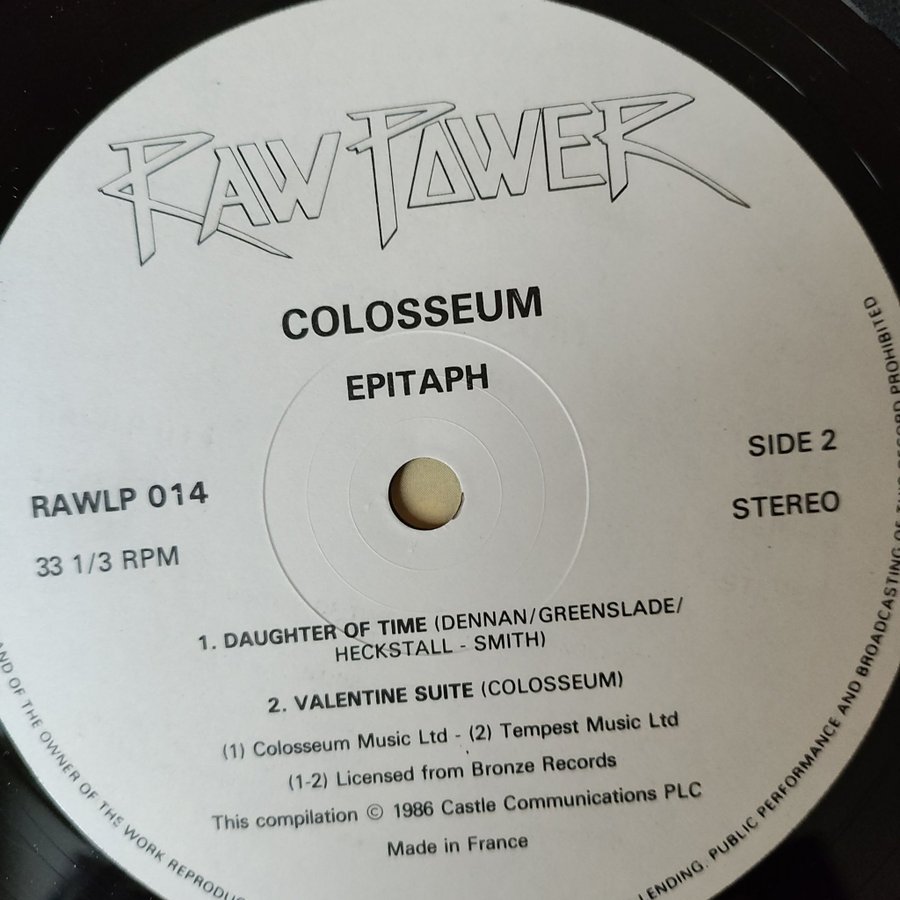 RAW POWER
COLOSSEUM
EPITAPH
SIDE 2
RAWLP 014
STEREO
33 1/3 RPM
1. DAUGHTER OF TIME (DENNAN/GREENSLADE/
HECKSTALL - SMITH)
2. VALENTINE SUITE (COLOSSEUM)
(1) Colosseum Music Ltd - (2) Tempest Music Ltd
(1-2) Licensed from Bronze Records
This compilation © 1986 Castle Communications PLC
Made in France
AND OF THE OWNER OF THE WORK REPRODU
LENDING, PUBLIC PERFORMANCE AND BROADCASTING OF THIS RECORD PROHIBITED